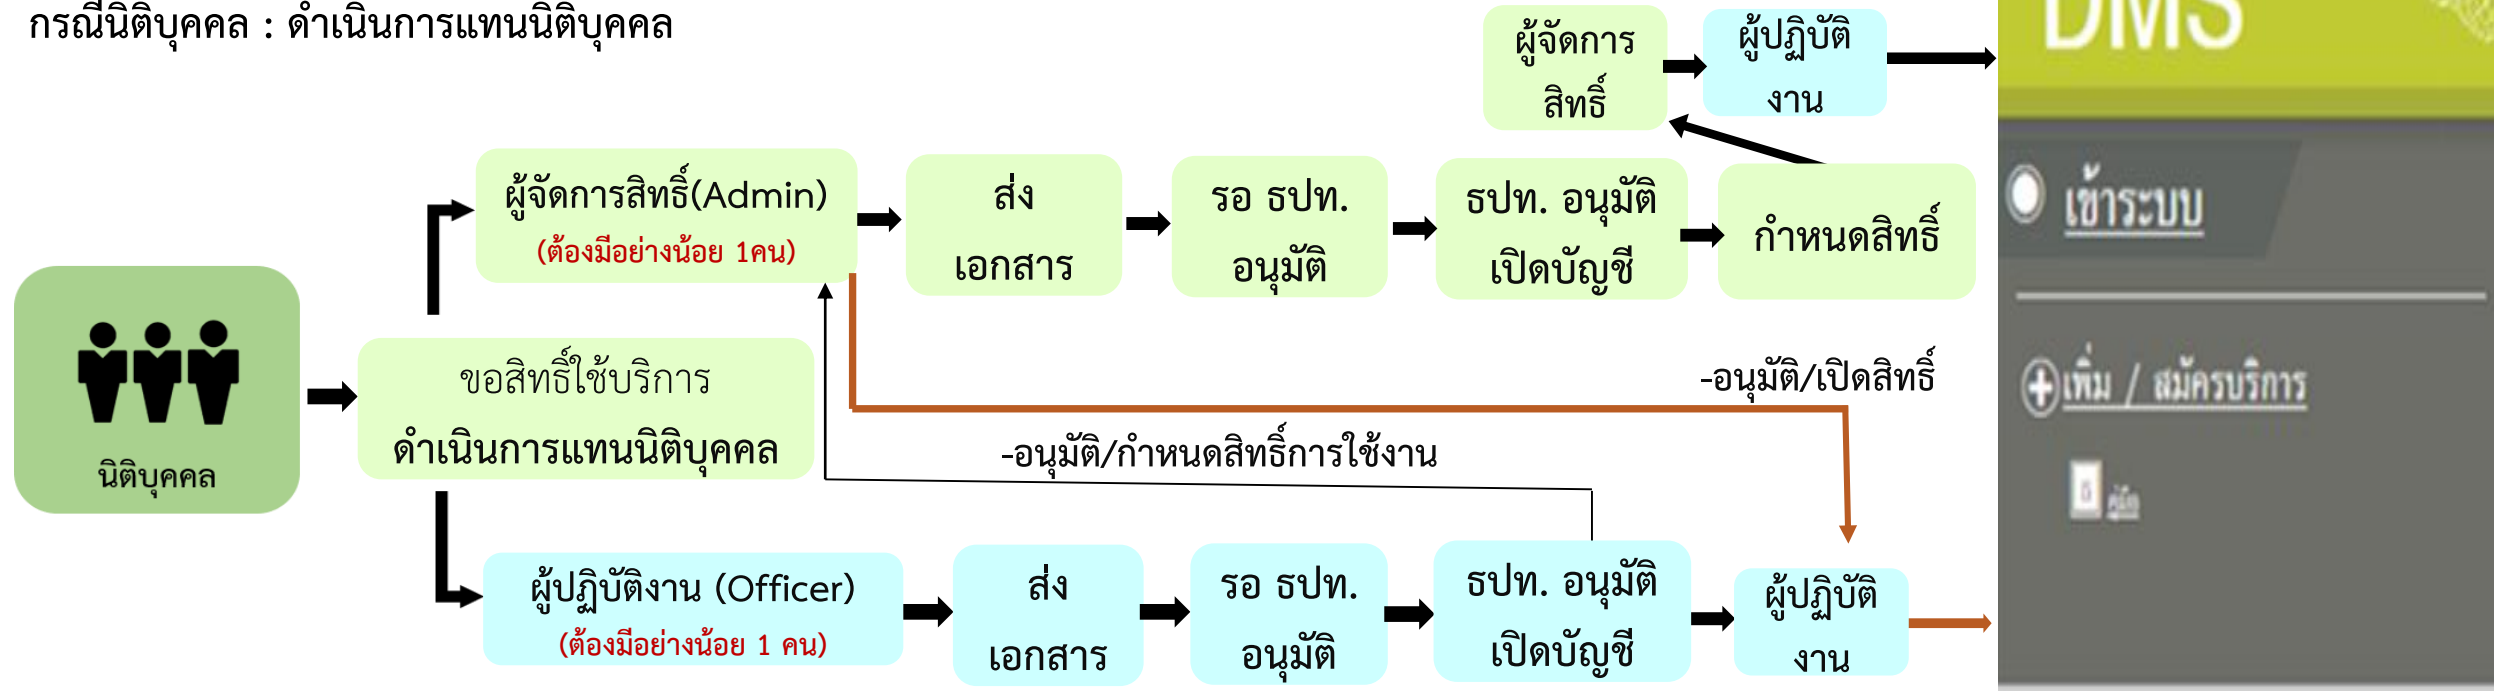 กรณีนิติบุคคล : ดำเนินการแทนนิติบุคคล
ผู้จัดการ
สิทธิ์
ผู้ปฏิบัติ
งาน
DMS
ผู้จัดการสิทธิ์(Admin)
(ต้องมีอย่างน้อย 1คน)
ส่ง
เอกสาร
รอ ธปท.
อนุมัติ
ธปท. อนุมัติ
เปิดบัญชี
กำหนดสิทธิ์
เข้าระบบ
นิติบุคคล
ขอสิทธิ์ใช้บริการ
ดำเนินการแทนนิติบุคคล
-อนุมัติ/เปิดสิทธิ์
-อนุมัติ/กำหนดสิทธิ์การใช้งาน
เพิ่ม / สมัครบริการ
คู่มือ
ผู้ปฏิบัติงาน (Officer)
(ต้องมีอย่างน้อย 1 คน)
ส่ง
เอกสาร
รอ ธปท.
อนุมัติ
ธปท. อนุมัติ
เปิดบัญชี
ผู้ปฏิบัติ
งาน